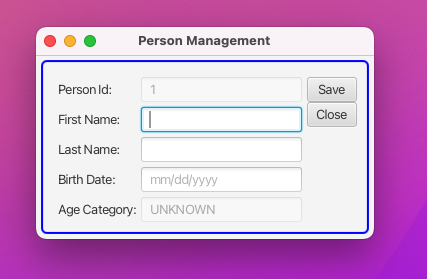 Person Management
Person Id: 1 Save
First Name: Close
Last Name:
Birth Date: mm/dd/yyyy
Age Category: UNKNOWN